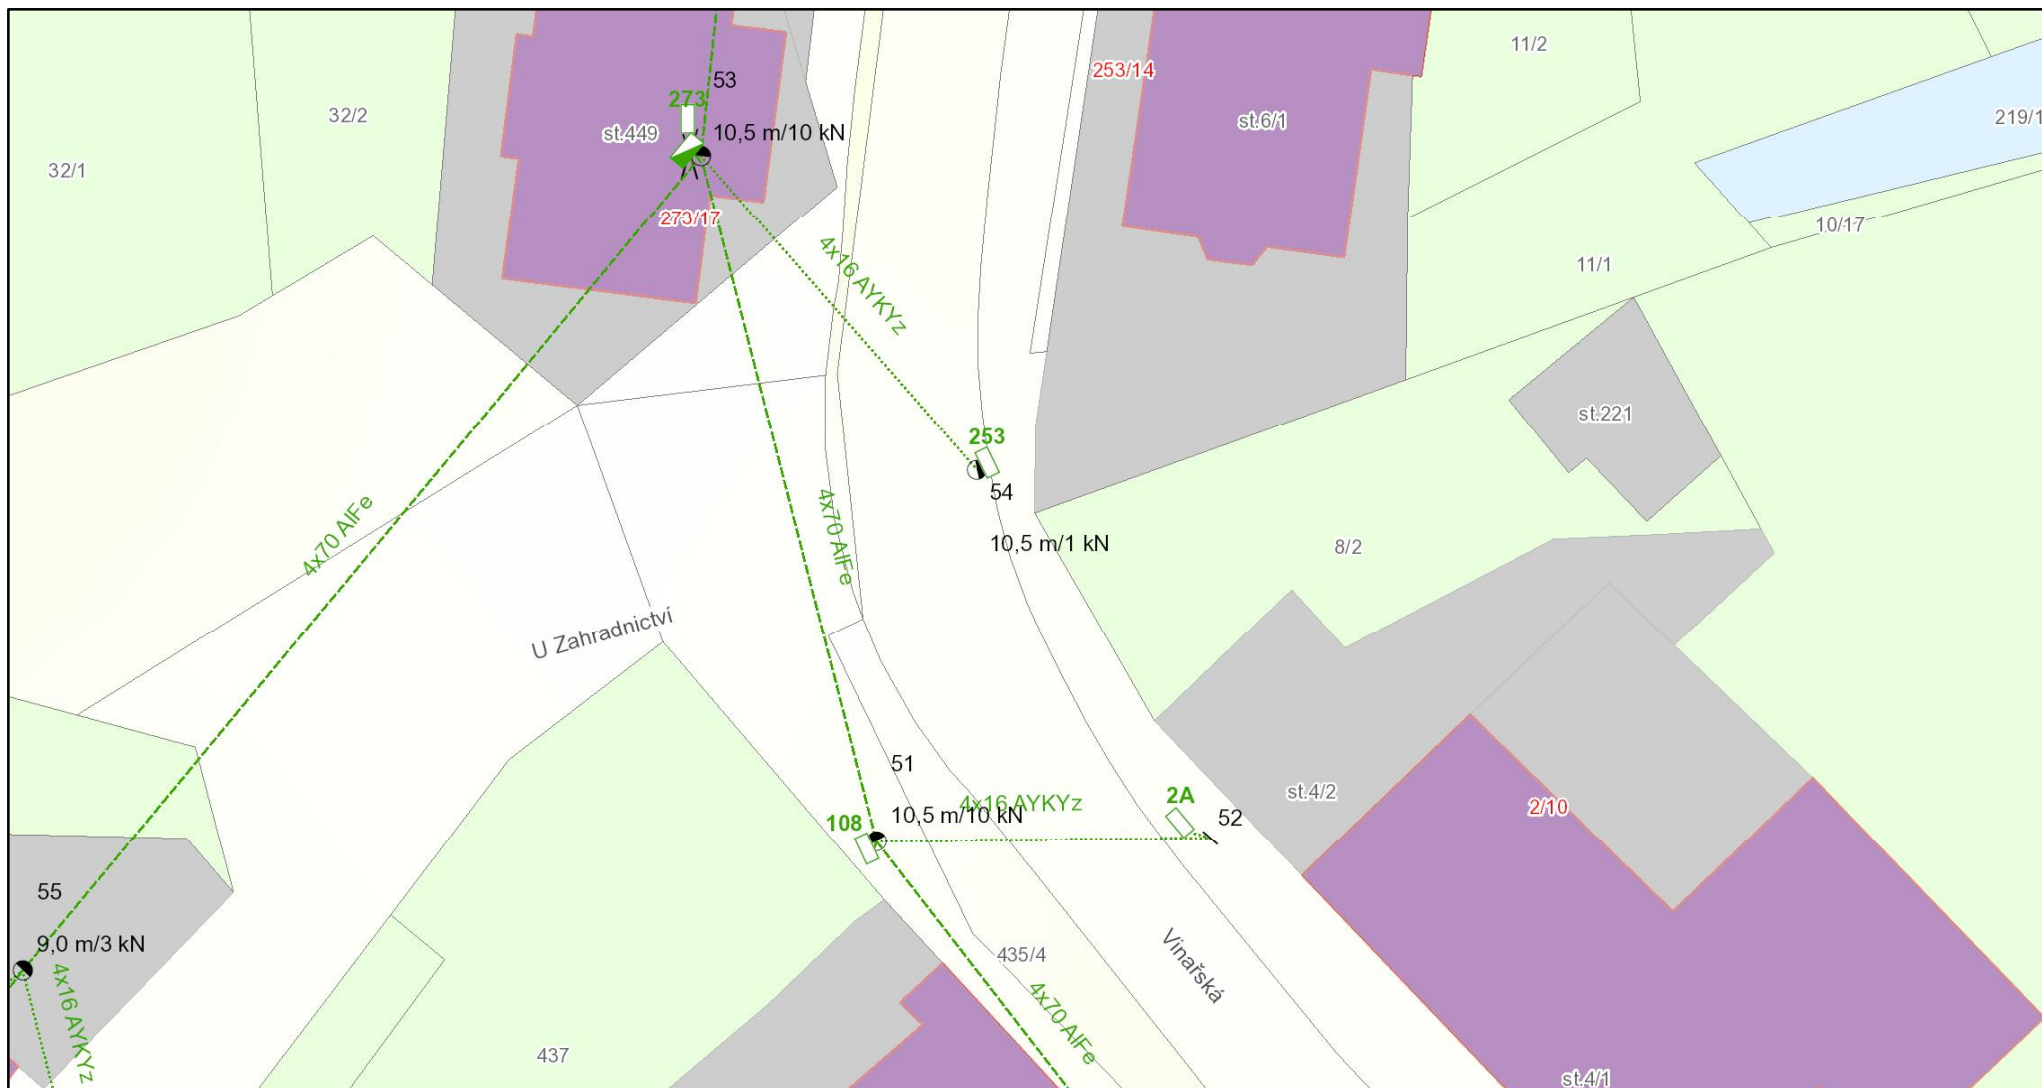 11/2
253/14
53
273
32/2
st.449
10,5 m/10 kN
st.6/1
219/1
32/1
273/17
10/17
11/1
4x16 AYKYz
st.221
253
54
4x70 AlFe
4x70 AlFe
10,5 m/1 kN
8/2
U Zahradnictví
51
st.4/2
2A
2/10
4x16 AYKYz
10,5 m/10 kN
52
108
55
9,0 m/3 kN
435/4
Vinařská
4x16 AYKYz
4x70 AlFe
437
st.4/1